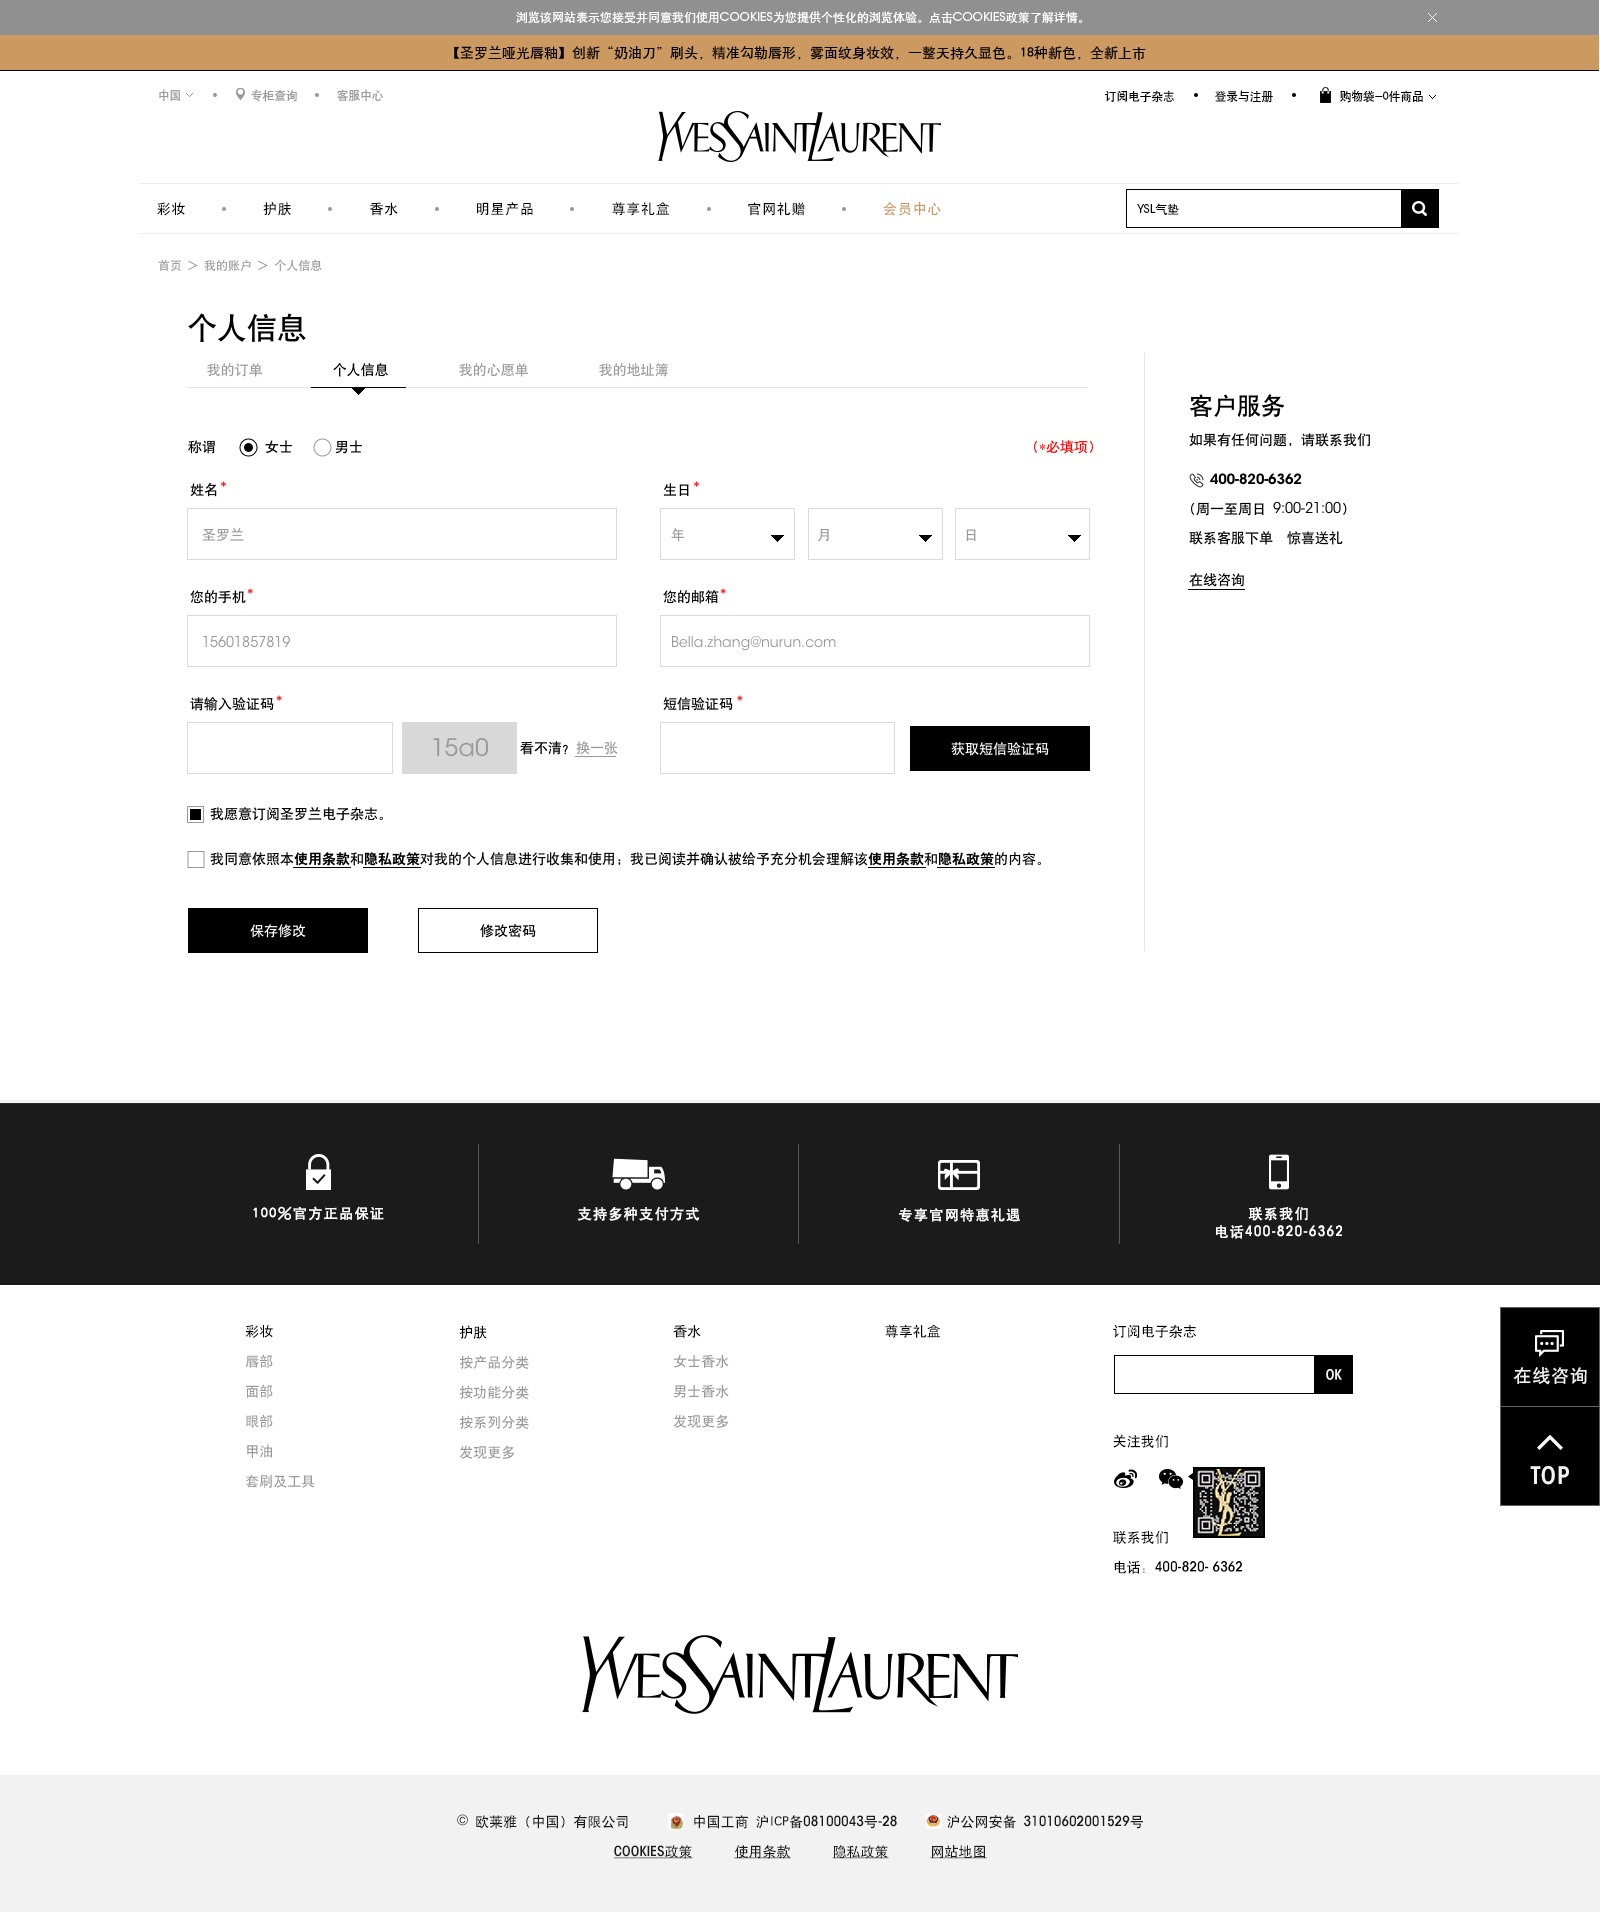 浏览该网站表示您接受并同意我们使用COOKIES为您提供个性化的浏览体验。点击COOKIES政策了解详情。
【圣罗兰哑光唇釉】创新“奶油刀”刷头，精准勾勒唇形，雾面纹身妆效，一整天持久显色。18种新色，全新上市
中国 • 专柜查询 • 客服中心
订阅电子杂志 • 登录与注册 • 购物袋—0件商品
YVESSAINTLAURENT
彩妆 • 护肤 • 香水 • 明星产品 • 尊享礼盒 • 官网礼赠 • 会员中心
YSL气垫
首页 > 我的账户 > 个人信息
个人信息
我的订单 个人信息 我的心愿单 我的地址簿
称谓 女士 男士
（*必填项）
姓名*
生日*
圣罗兰
年 月 日
您的手机*
您的邮箱*
15601857819
Bella.zhang@nurun.com
请输入验证码*
短信验证码*
15a0 看不清？换一张
获取短信验证码
我愿意订阅圣罗兰电子杂志。
我同意依照本使用条款和隐私政策对我的个人信息进行收集和使用；我已阅读并确认被给予充分机会理解该使用条款和隐私政策的内容。
保存修改
修改密码
客户服务
如果有任何问题，请联系我们
400-820-6362
（周一至周日 9:00-21:00）
联系客服下单 惊喜送礼
在线咨询
100%官方正品保证
支持多种支付方式
专享官网特惠礼遇
联系我们
电话400-820-6362
彩妆
唇部
面部
眼部
甲油
套刷及工具
护肤
按产品分类
按功能分类
按系列分类
发现更多
香水
女士香水
男士香水
发现更多
尊享礼盒
订阅电子杂志
OK
关注我们
联系我们
电话：400-820- 6362
在线咨询
TOP
YVESSAINTLAURENT
© 欧莱雅（中国）有限公司 中国工商 沪ICP备08100043号-28 沪公网安备 31010602001529号
COOKIES政策 使用条款 隐私政策 网站地图